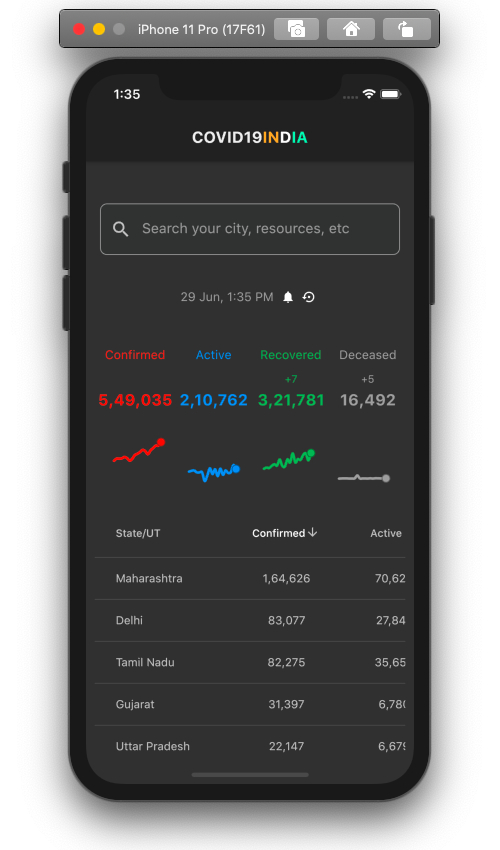 iPhone 11 Pro (17F61)
1:35
COVID19INDIA
Search your city, resources, etc
29 Jun, 1:35 PM
Confirmed Active Recovered Deceased
+7 +5
5,49,035 2,10,762 3,21,781 16,492
State/UT Confirmed Active
Maharashtra 1,64,626 70,62
Delhi 83,077 27,84
Tamil Nadu 82,275 35,65
Gujarat 31,397 6,780
Uttar Pradesh 22,147 6,679